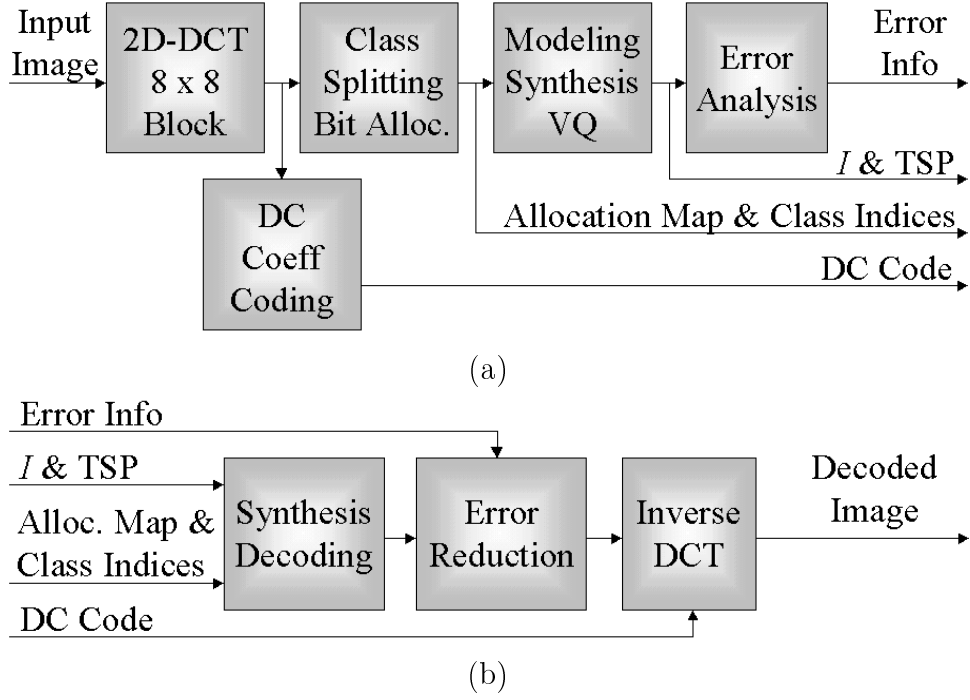 Input
Image
2D-DCT
8 x 8
Block
Class
Splitting
Bit Alloc.
Modeling
Synthesis
VQ
Error
Analysis
Error
Info
I & TSP
Allocation Map & Class Indices
DC Code
DC
Coeff
Coding
(a)
Error Info
I & TSP
Alloc. Map &
Class Indices
DC Code
Synthesis
Decoding
Error
Reduction
Inverse
DCT
Decoded
Image
(b)